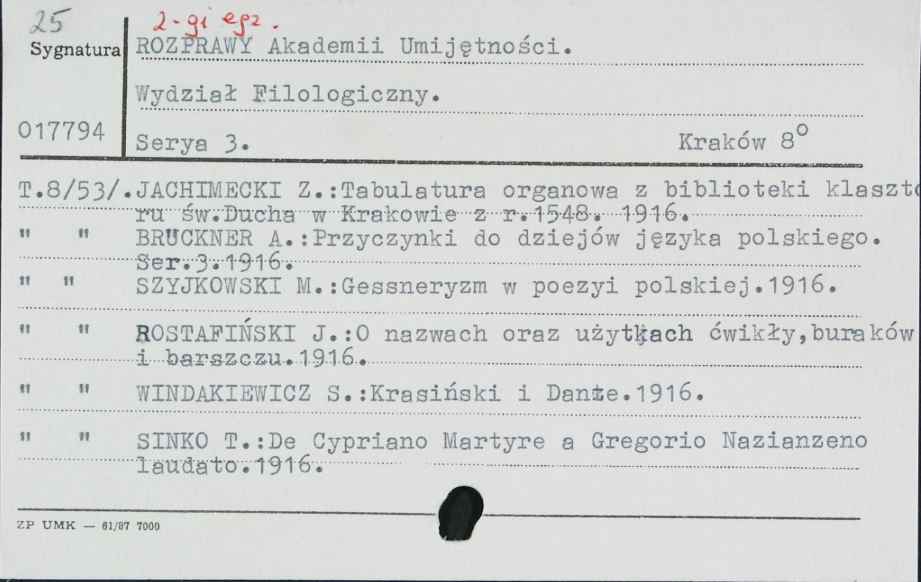 25
2-gi egz.
Sygnatura
ROZPRAWY Akademii Umijętności.
Wydział Filologiczny.
017794
Serya 3.
Kraków 8°
T.8/53/.JACHIMECKI Z.:Tabulatura organowa z biblioteki klaszto
ru św.Ducha w Krakowie z r.1548. 1916.
" " BRUCKNER A.:Przyczynki do dziejów języka polskiego.
Ser.3.1916.
" " SZYJKOWSKI M.:Gessneryzm w poezyi polskiej.1916.
" " ROSTAFIŃSKI J.:O nazwach oraz użytkach ćwikły,buraków
i barszczu.1916.
" " WINDAKIEWICZ S.:Krasiński i Dante.1916.
" " SINKO T.:De Cypriano Martyre a Gregorio Nazianzeno
laudato.1916.
ZP UMK — 61/87 7000